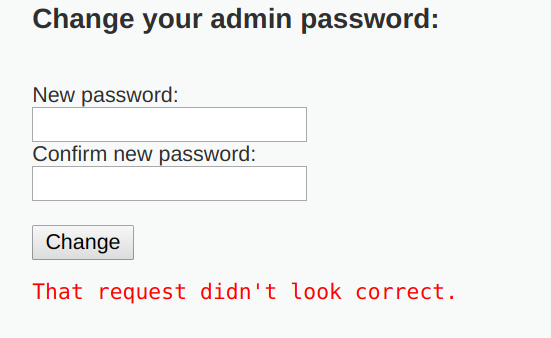 Change your admin password:
New password:
Confirm new password:
Change
That request didn't look correct.